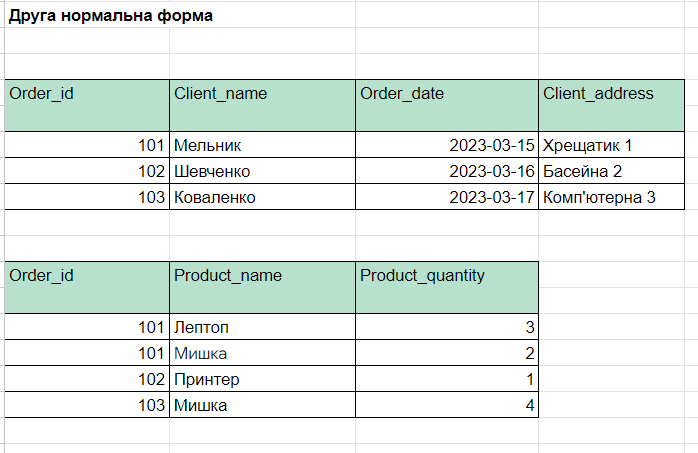 Друга нормальна форма
Order_id Client_name Order_date Client_address
101 Мельник 2023-03-15 Хрещатик 1
102 Шевченко 2023-03-16 Басейна 2
103 Коваленко 2023-03-17 Комп'ютерна 3
Order_id Product_name Product_quantity
101 Лептоп 3
101 Мишка 2
102 Принтер 1
103 Мишка 4